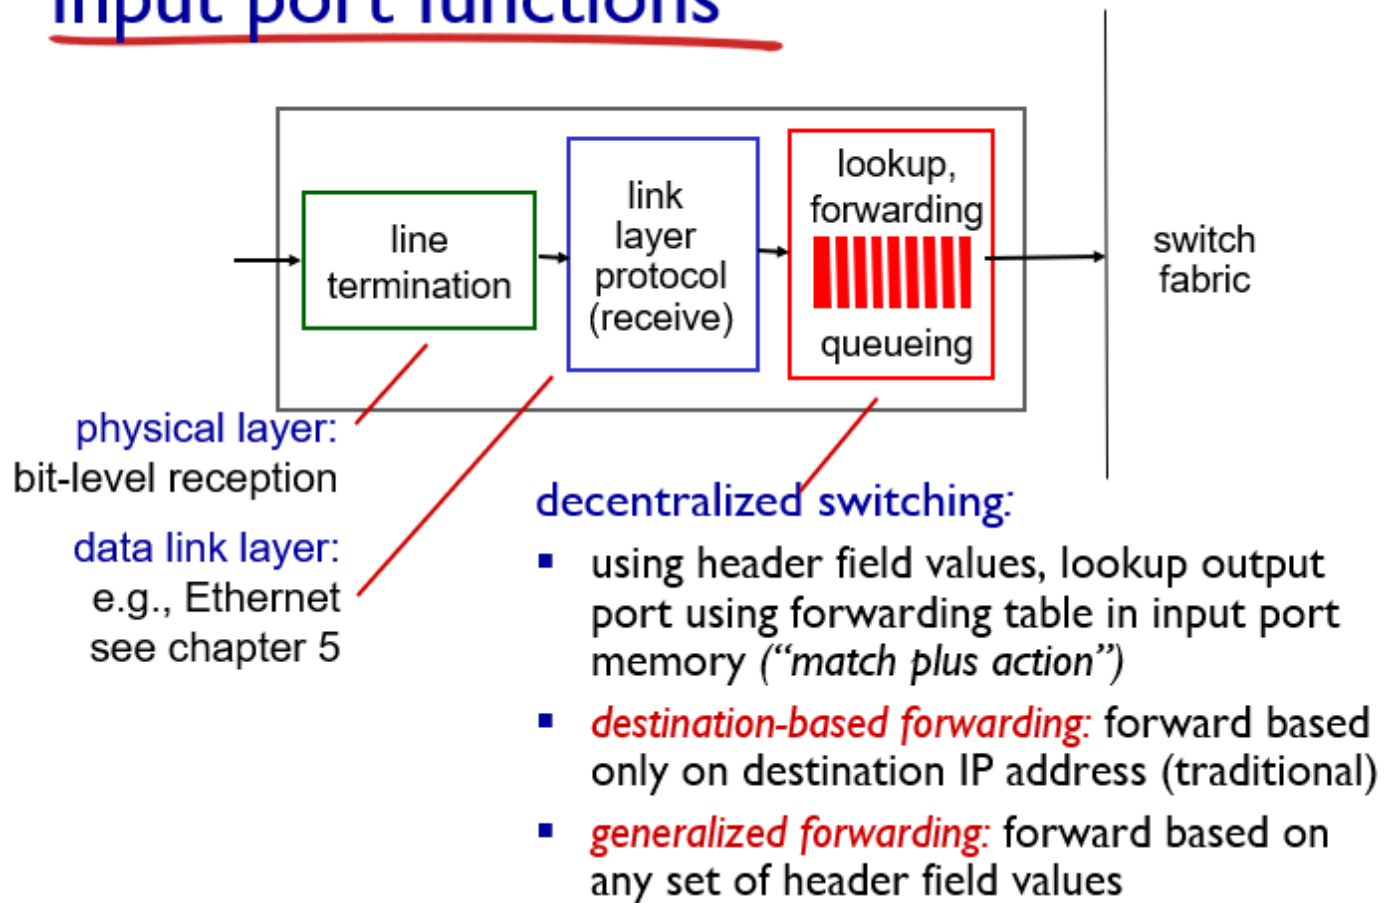 Input port functions
line
termination
link
layer
protocol
(receive)
lookup,
forwarding
queueing
switch
fabric
physical layer:
bit-level reception
data link layer:
e.g., Ethernet
see chapter 5
decentralized switching:
▪ using header field values, lookup output
port using forwarding table in input port
memory (“match plus action”)
▪ destination-based forwarding: forward based
only on destination IP address (traditional)
▪ generalized forwarding: forward based on
any set of header field values